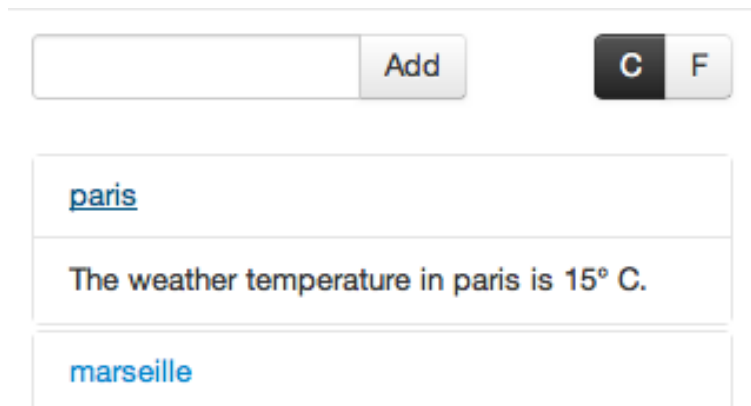 Add C F
paris
The weather temperature in paris is 15° C.
marseille